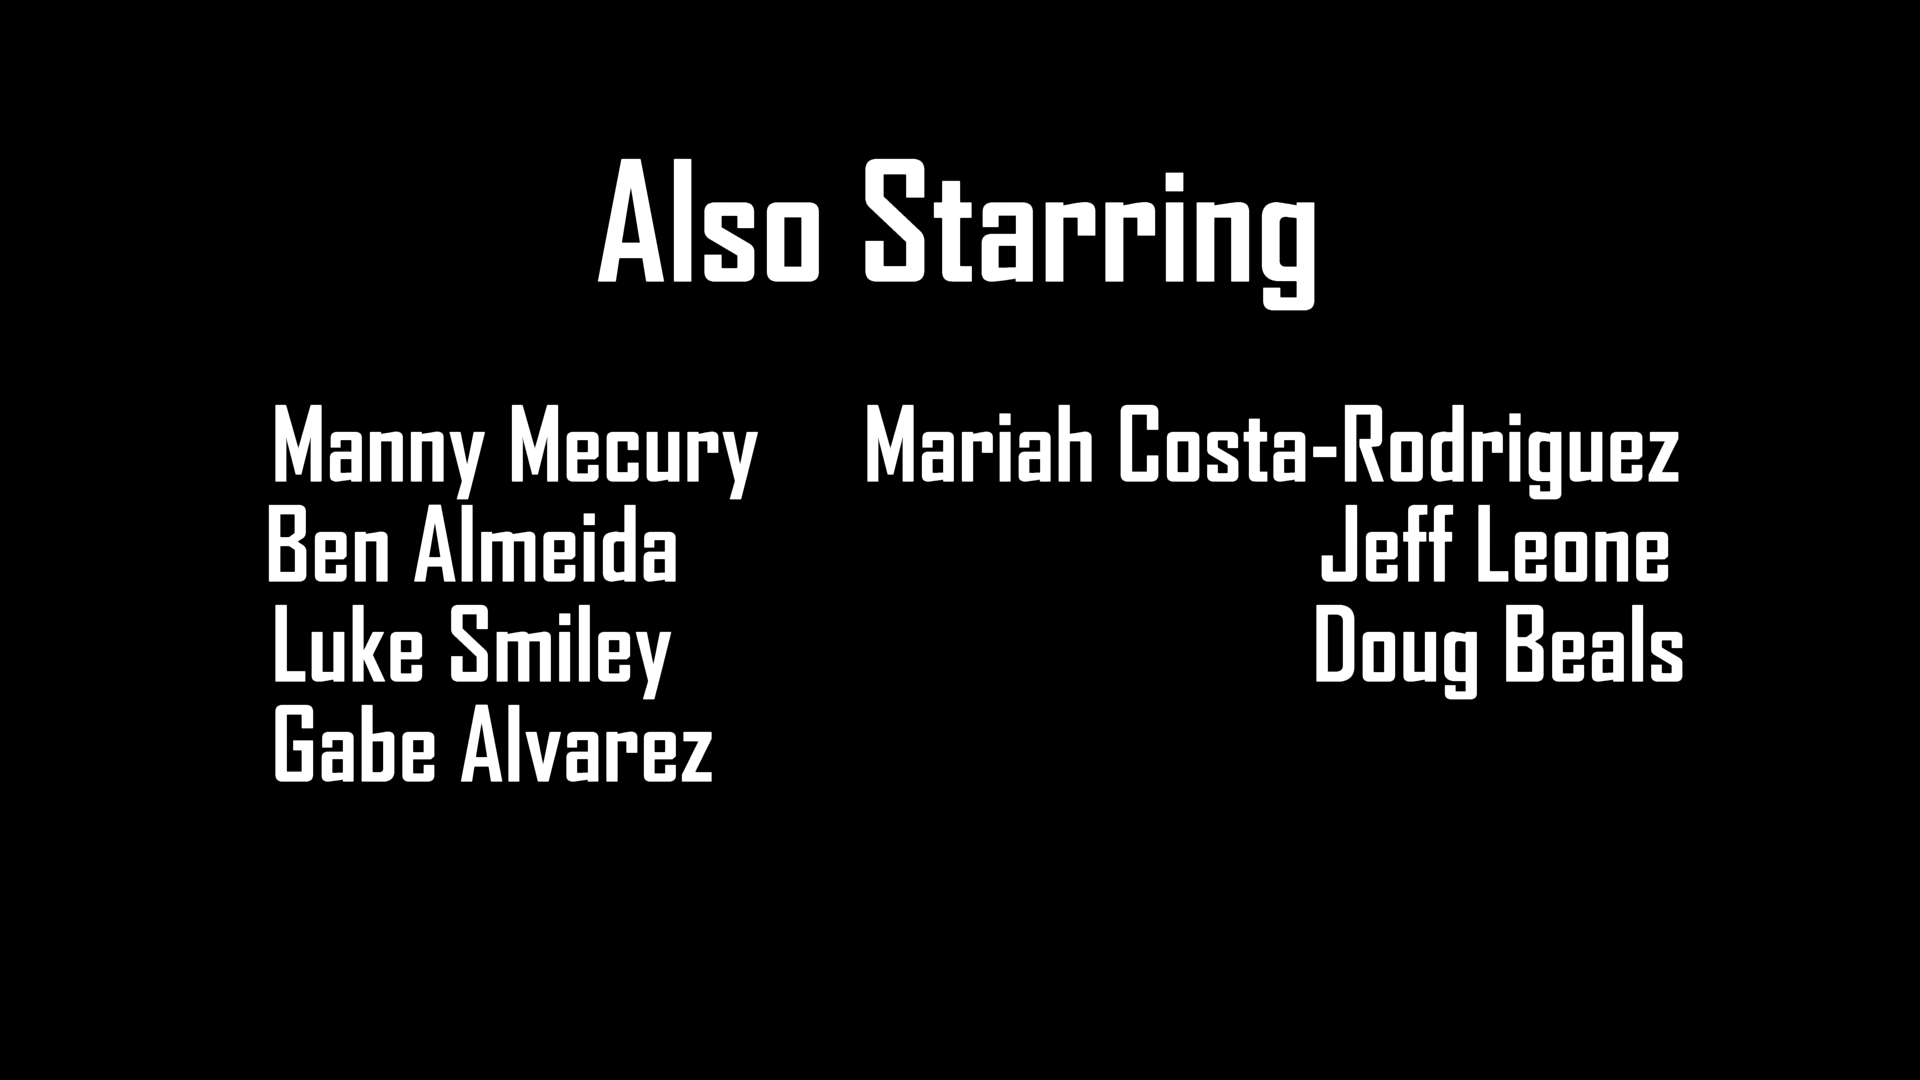 Also Starring
Manny Mecury
Ben Almeida
Luke Smiley
Gabe Alvarez
Mariah Costa-Rodriguez
Jeff Leone
Doug Beals